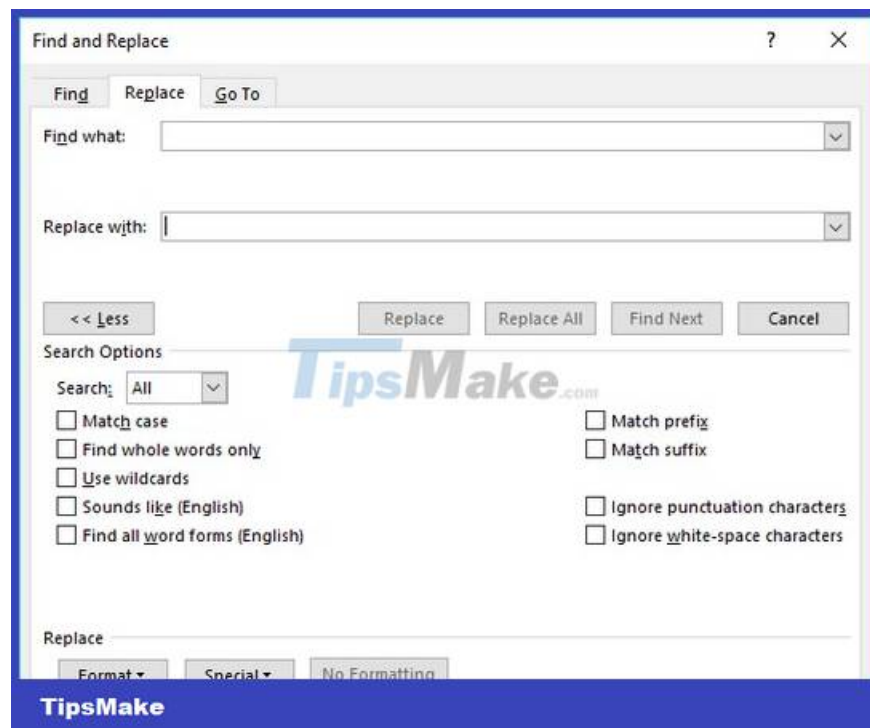 Find and Replace ? ×
Find Replace Go To
Find what:
Replace with:
<< Less Replace Replace All Find Next Cancel
Search Options
Search: All
TipsMake.com
Match case Match prefix
Find whole words only Match suffix
Use wildcards
Sounds like (English) Ignore punctuation characters
Find all word forms (English) Ignore white-space characters
Replace
Format Special No Formatting
TipsMake